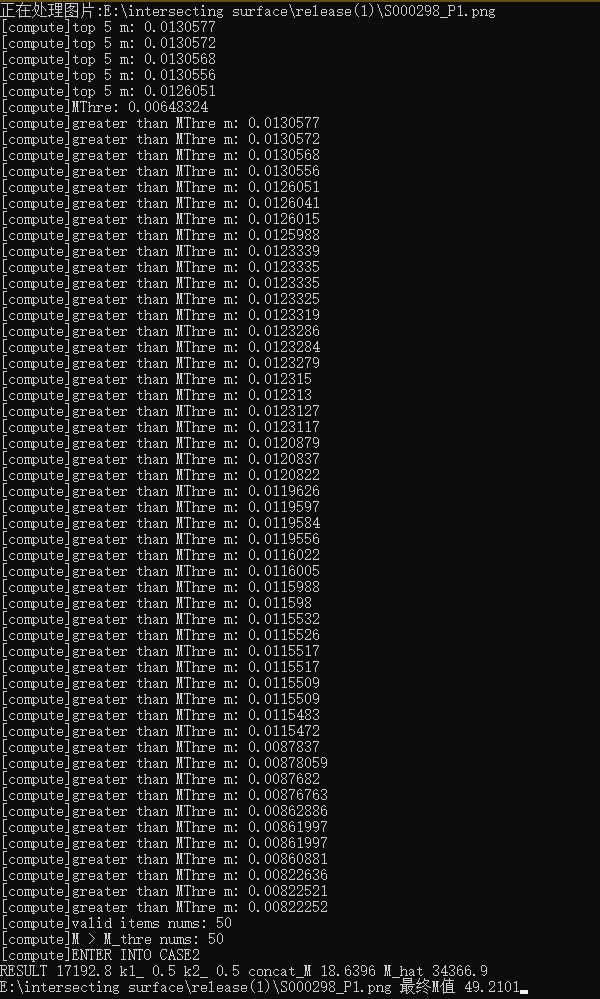 正在处理图片:E:\intersecting surface\release(1)\S000298_P1.png
[compute]top 5 m: 0.0130577
[compute]top 5 m: 0.0130572
[compute]top 5 m: 0.0130568
[compute]top 5 m: 0.0130556
[compute]top 5 m: 0.0126051
[compute]MThre: 0.00648324
[compute]greater than MThre m: 0.0130577
[compute]greater than MThre m: 0.0130572
[compute]greater than MThre m: 0.0130568
[compute]greater than MThre m: 0.0130556
[compute]greater than MThre m: 0.0126051
[compute]greater than MThre m: 0.0126041
[compute]greater than MThre m: 0.0126015
[compute]greater than MThre m: 0.0125988
[compute]greater than MThre m: 0.0123339
[compute]greater than MThre m: 0.0123335
[compute]greater than MThre m: 0.0123335
[compute]greater than MThre m: 0.0123325
[compute]greater than MThre m: 0.0123319
[compute]greater than MThre m: 0.0123286
[compute]greater than MThre m: 0.0123284
[compute]greater than MThre m: 0.0123279
[compute]greater than MThre m: 0.012315
[compute]greater than MThre m: 0.012313
[compute]greater than MThre m: 0.0123127
[compute]greater than MThre m: 0.0123117
[compute]greater than MThre m: 0.0120879
[compute]greater than MThre m: 0.0120837
[compute]greater than MThre m: 0.0120822
[compute]greater than MThre m: 0.0119626
[compute]greater than MThre m: 0.0119597
[compute]greater than MThre m: 0.0119584
[compute]greater than MThre m: 0.0119556
[compute]greater than MThre m: 0.0116022
[compute]greater than MThre m: 0.0116005
[compute]greater than MThre m: 0.0115988
[compute]greater than MThre m: 0.011598
[compute]greater than MThre m: 0.0115532
[compute]greater than MThre m: 0.0115526
[compute]greater than MThre m: 0.0115517
[compute]greater than MThre m: 0.0115517
[compute]greater than MThre m: 0.0115509
[compute]greater than MThre m: 0.0115509
[compute]greater than MThre m: 0.0115483
[compute]greater than MThre m: 0.0115472
[compute]greater than MThre m: 0.0087837
[compute]greater than MThre m: 0.00878059
[compute]greater than MThre m: 0.0087682
[compute]greater than MThre m: 0.00876763
[compute]greater than MThre m: 0.00862886
[compute]greater than MThre m: 0.00861997
[compute]greater than MThre m: 0.00861997
[compute]greater than MThre m: 0.00860881
[compute]greater than MThre m: 0.00822636
[compute]greater than MThre m: 0.00822521
[compute]greater than MThre m: 0.00822252
[compute]valid items nums: 50
[compute]M > M_thre nums: 50
[compute]ENTER INTO CASE2
RESULT 17192.8 k1_ 0.5 k2_ 0.5 concat_M 18.6396 M_hat 34366.9
E:\intersecting surface\release(1)\S000298_P1.png 最终M值 49.2101